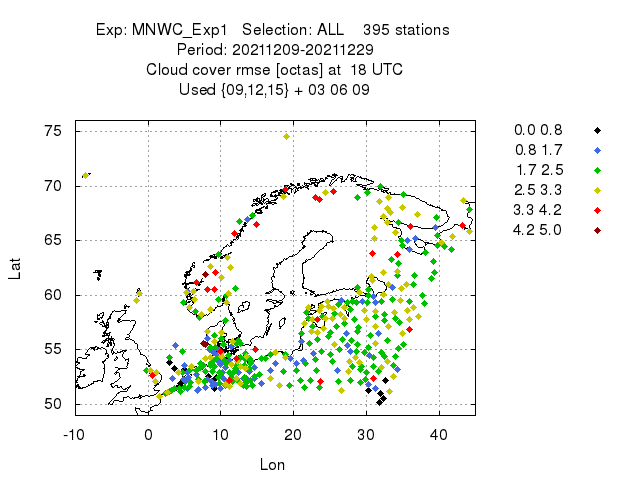 Exp: MNWC_Exp1 Selection: ALL 395 stations
Period: 20211209-20211229
Cloud cover rmse [octas] at 18 UTC
Used {09,12,15} + 03 06 09
0.0 0.8
0.8 1.7
1.7 2.5
2.5 3.3
3.3 4.2
4.2 5.0
75
70
65
60
55
50
Lat
-10 0 10 20 30 40
Lon